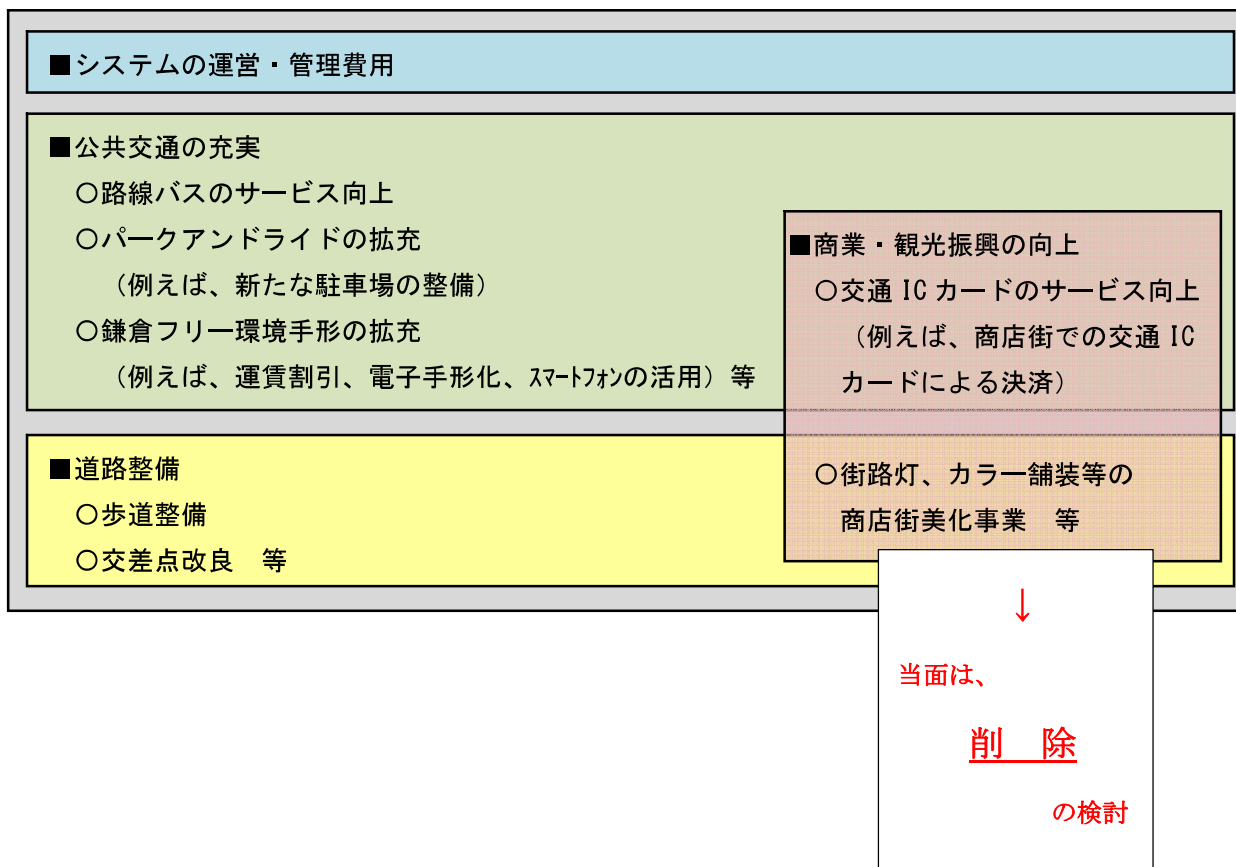 ■システムの運営・管理費用
■公共交通の充実
○路線バスのサービス向上
○パークアンドライドの拡充
（例えば、新たな駐車場の整備）
○鎌倉フリー環境手形の拡充
（例えば、運賃割引、電子手形化、ｽﾏｰﾄﾌｫﾝの活用）等
■商業・観光振興の向上
○交通 IC カードのサービス向上
（例えば、商店街での交通 IC
カードによる決済）
○街路灯、カラー舗装等の
商店街美化事業　等
■道路整備
○歩道整備
○交差点改良　等
↓
当面は、
削　除
の検討